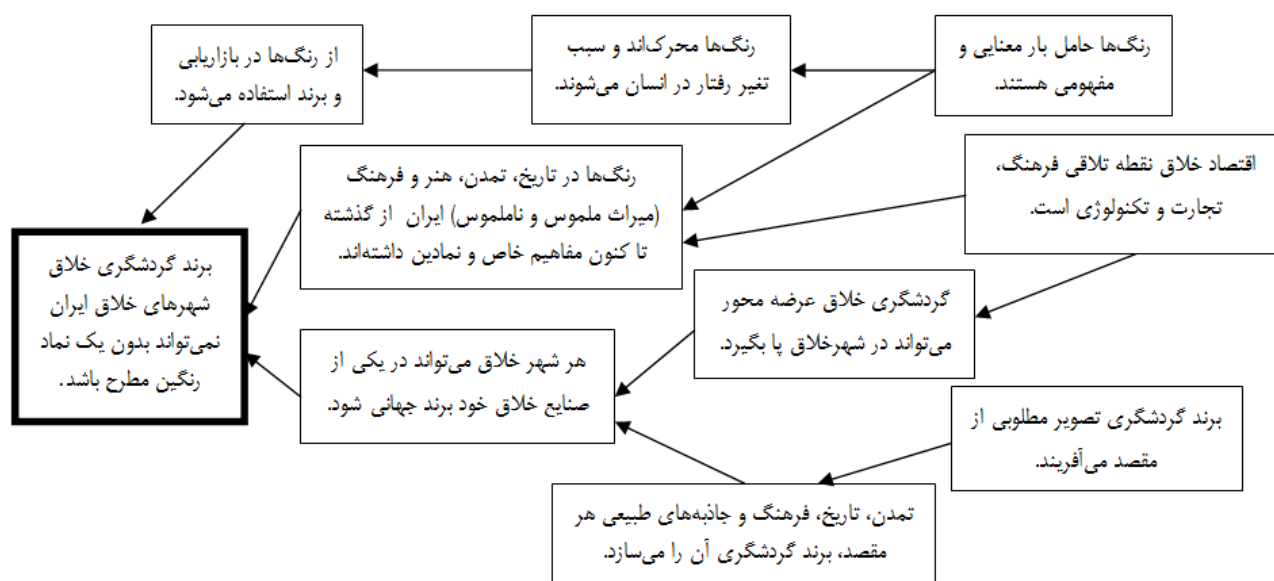 رنگ‌ها حامل بار معنایی و
مفهومی هستند.
رنگ‌ها محرک‌اند و سبب
تغیر رفتار در انسان می‌شوند.
از رنگ‌ها در بازاریابی
و برند استفاده می‌شود.
اقتصاد خلاق نقطه تلاقی فرهنگ،
تجارت و تکنولوژی است.
رنگ‌ها در تاریخ، تمدن، هنر و فرهنگ
(میراث ملموس و ناملموس) ایران از گذشته
تا کنون مفاهیم خاص و نمادین داشته‌اند.
گردشگری خلاق عرضه محور
می‌تواند در شهرخلاق پا بگیرد.
هر شهر خلاق می‌تواند در یکی از
صنایع خلاق خود برند جهانی شود.
برند گردشگری تصویر مطلوبی از
مقصد می‌آفریند.
تمدن، تاریخ، فرهنگ و جاذبه‌های طبیعی هر
مقصد، برند گردشگری آن را می‌سازد.
برند گردشگری خلاق
شهرهای خلاق ایران
نمی‌تواند بدون یک نماد
رنگین مطرح باشد.